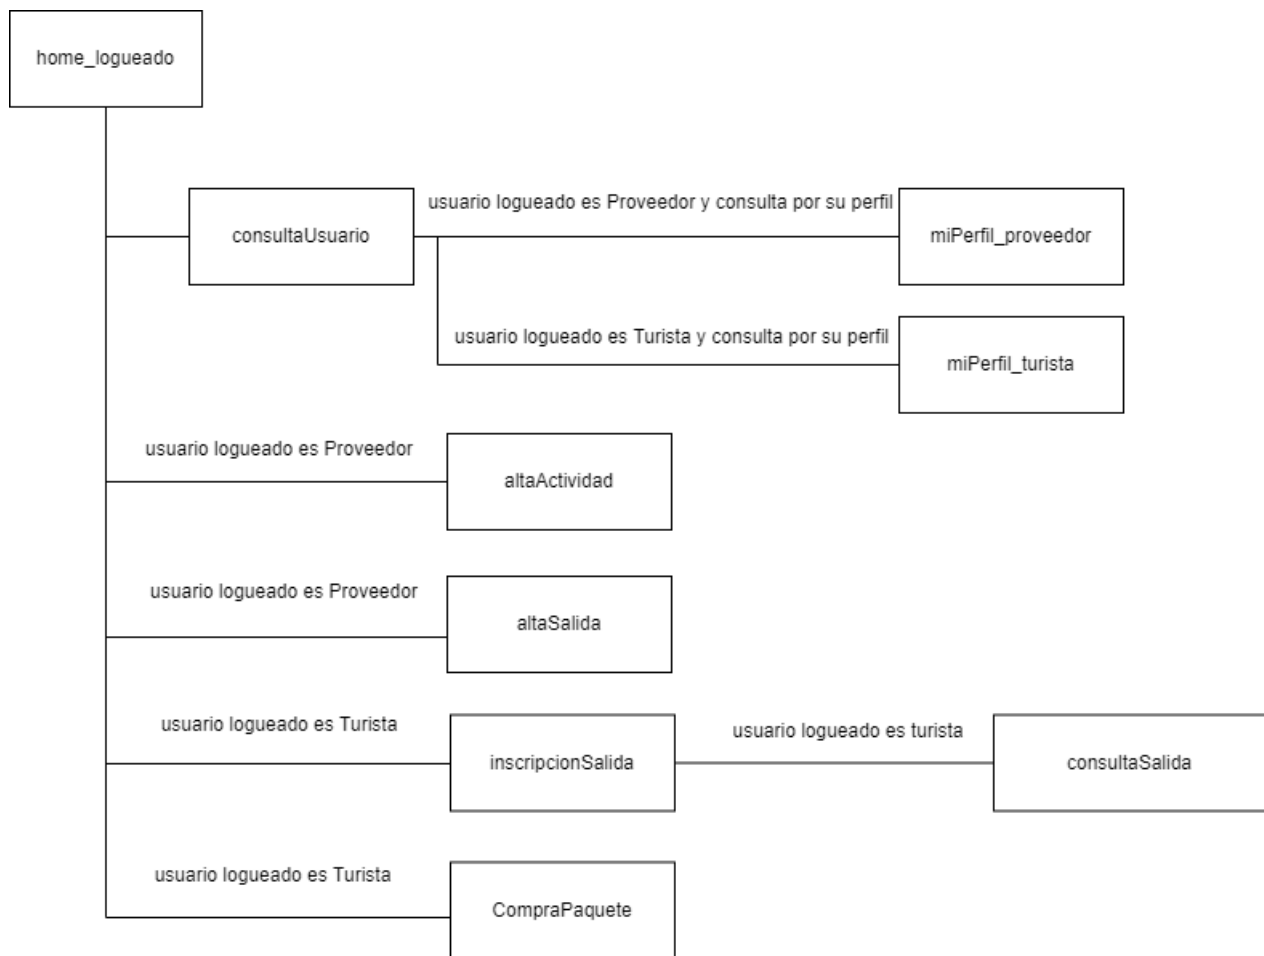 home_logueado
usuario logueado es Proveedor y consulta por su perfil
consultaUsuario
miPerfil_proveedor
usuario logueado es Turista y consulta por su perfil
miPerfil_turista
usuario logueado es Proveedor
altaActividad
usuario logueado es Proveedor
altaSalida
usuario logueado es Turista
inscripcionSalida
usuario logueado es turista
consultaSalida
usuario logueado es Turista
CompraPaquete